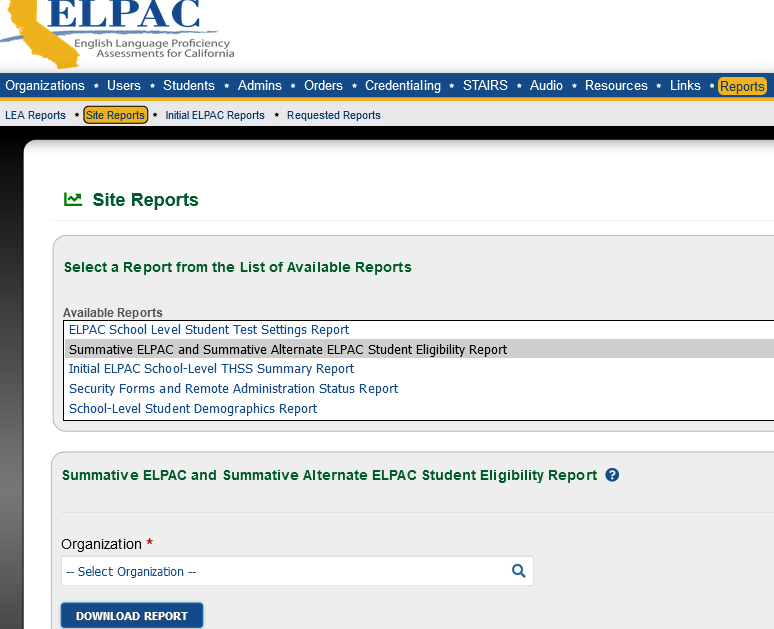 ELPAC
English Language Proficiency
Assessments for California
Organizations • Users • Students • Admins • Orders • Credentialing • STAIRS • Audio • Resources • Links • Reports
LEA Reports • Site Reports • Initial ELPAC Reports • Requested Reports
Site Reports
Select a Report from the List of Available Reports
Available Reports
ELPAC School Level Student Test Settings Report
Summative ELPAC and Summative Alternate ELPAC Student Eligibility Report
Initial ELPAC School-Level THSS Summary Report
Security Forms and Remote Administration Status Report
School-Level Student Demographics Report
Summative ELPAC and Summative Alternate ELPAC Student Eligibility Report ?
Organization *
-- Select Organization --
DOWNLOAD REPORT